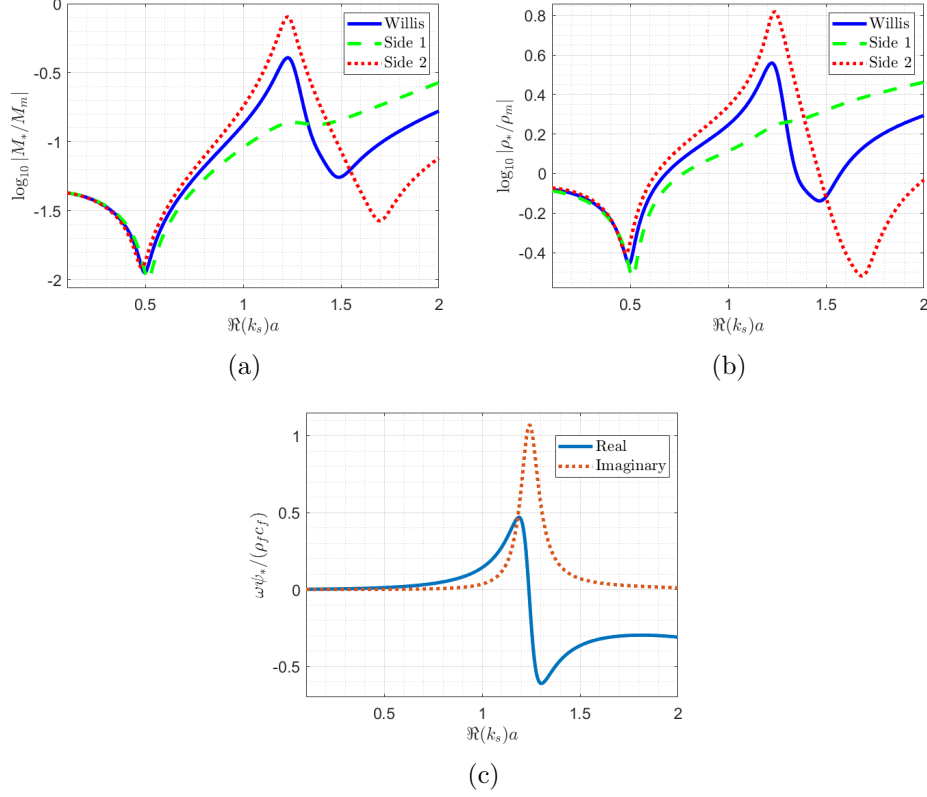 0
-0.5
-1
-1.5
-2
log₁₀ |M∗/Mₘ|
0.5 1 1.5 2
ℜ(kₛ)a
Willis
Side 1
Side 2
(a)
0.8
0.6
0.4
0.2
0
-0.2
-0.4
log₁₀ |ρ∗/ρₘ|
0.5 1 1.5 2
ℜ(kₛ)a
Willis
Side 1
Side 2
(b)
1
0.5
0
-0.5
ωψ∗/(ρ_f c_f)
0.5 1 1.5 2
ℜ(kₛ)a
Real
Imaginary
(c)